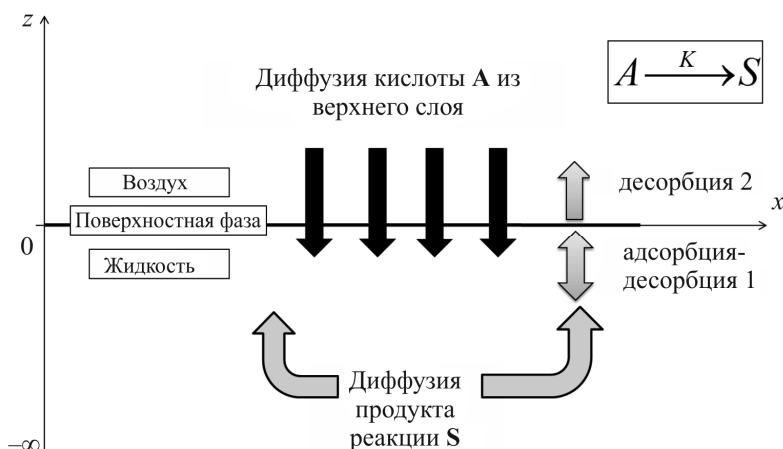 z
Диффузия кислоты A из
верхнего слоя
A K S
Воздух
Поверхностная фаза
Жидкость
десорбция 2
x
0
адсорбция-
десорбция 1
Диффузия
продукта
реакции S
−∞